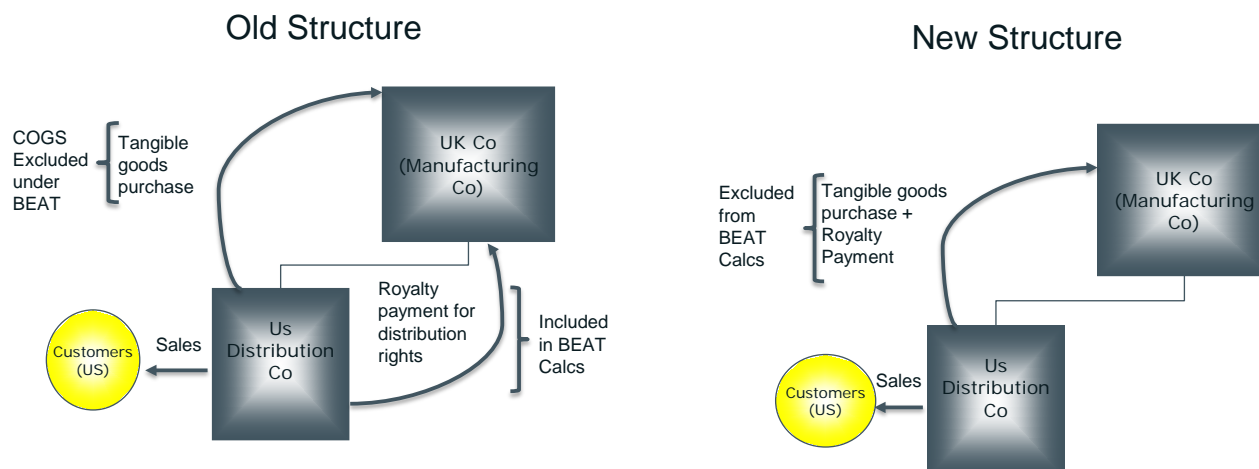 Old Structure
COGS
Excluded
under
BEAT
Tangible
goods
purchase
UK Co
(Manufacturing
Co)
Us
Distribution
Co
Customers
(US)
Sales
Royalty
payment for
distribution
rights
Included
in BEAT
Calcs
New Structure
Excluded
from
BEAT
Calcs
Tangible goods
purchase +
Royalty
Payment
UK Co
(Manufacturing
Co)
Us
Distribution
Co
Customers
(US)
Sales